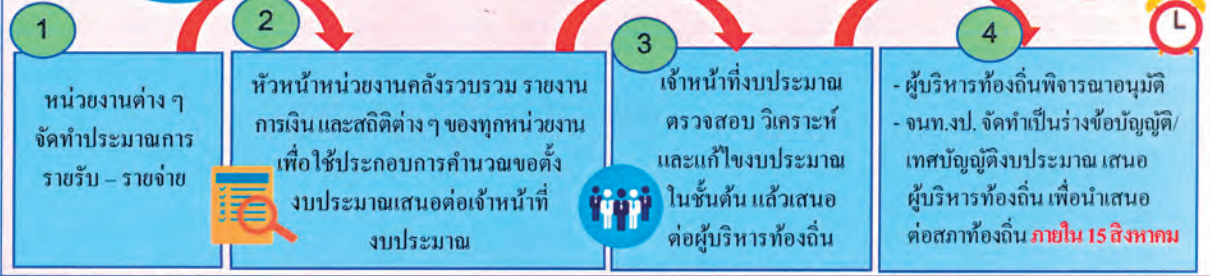 1
หน่วยงานต่าง ๆ
จัดทำประมาณการ
รายรับ – รายจ่าย
2
หัวหน้าหน่วยงานคลังรวบรวม รายงาน
การเงิน และสถิติต่าง ๆ ของทุกหน่วยงาน
เพื่อใช้ประกอบการคำนวณขอตั้ง
งบประมาณเสนอต่อเจ้าหน้าที่
งบประมาณ
3
เจ้าหน้าที่งบประมาณ
ตรวจสอบ วิเคราะห์
และแก้ไขงบประมาณ
ในชั้นต้น แล้วเสนอ
ต่อผู้บริหารท้องถิ่น
4
- ผู้บริหารท้องถิ่นพิจารณาอนุมัติ
- จนท.งป. จัดทำเป็นร่างข้อบัญญัติ/
เทศบัญญัติงบประมาณ เสนอ
ผู้บริหารท้องถิ่น เพื่อนำเสนอ
ต่อสภาท้องถิ่น ภายใน 15 สิงหาคม